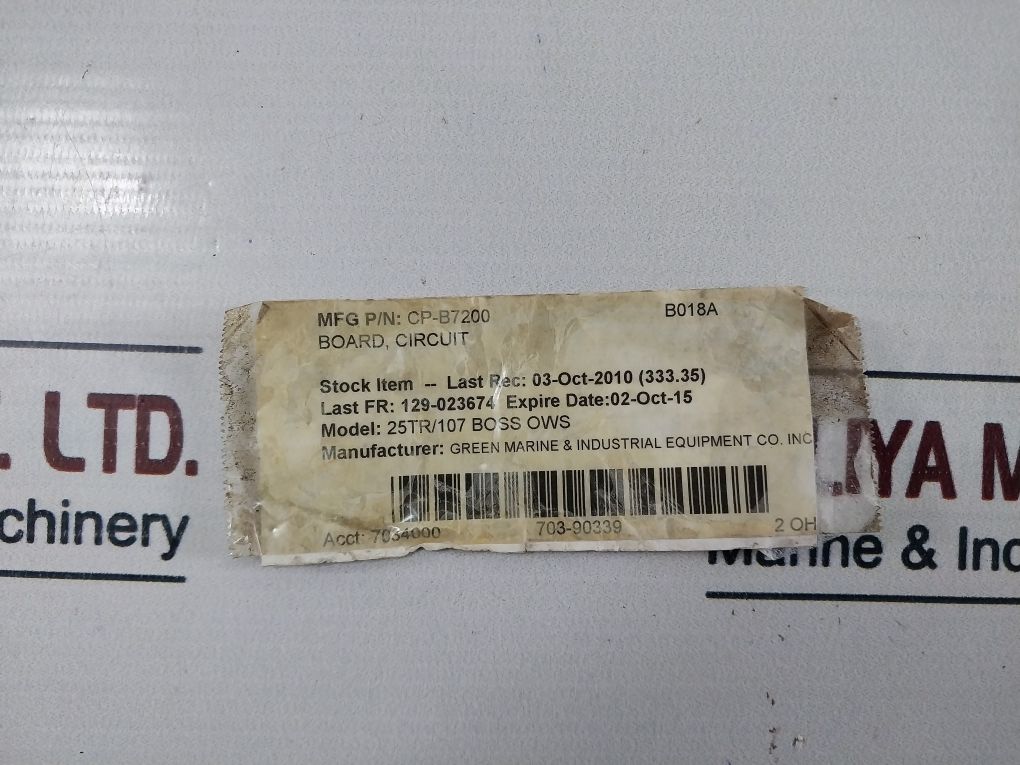 MFG P/N: CP-B7200 B018A
BOARD, CIRCUIT
Stock Item -- Last Rec: 03-Oct-2010 (333.35)
Last FR: 129-023674 Expire Date:02-Oct-15
Model: 25TR/107 BOSS OWS
Manufacturer: GREEN MARINE & INDUSTRIAL EQUIPMENT CO. INC
Acct: 7034000 703-90339 2 OH
LTD.
chinery
IYA M
Marine & Ind